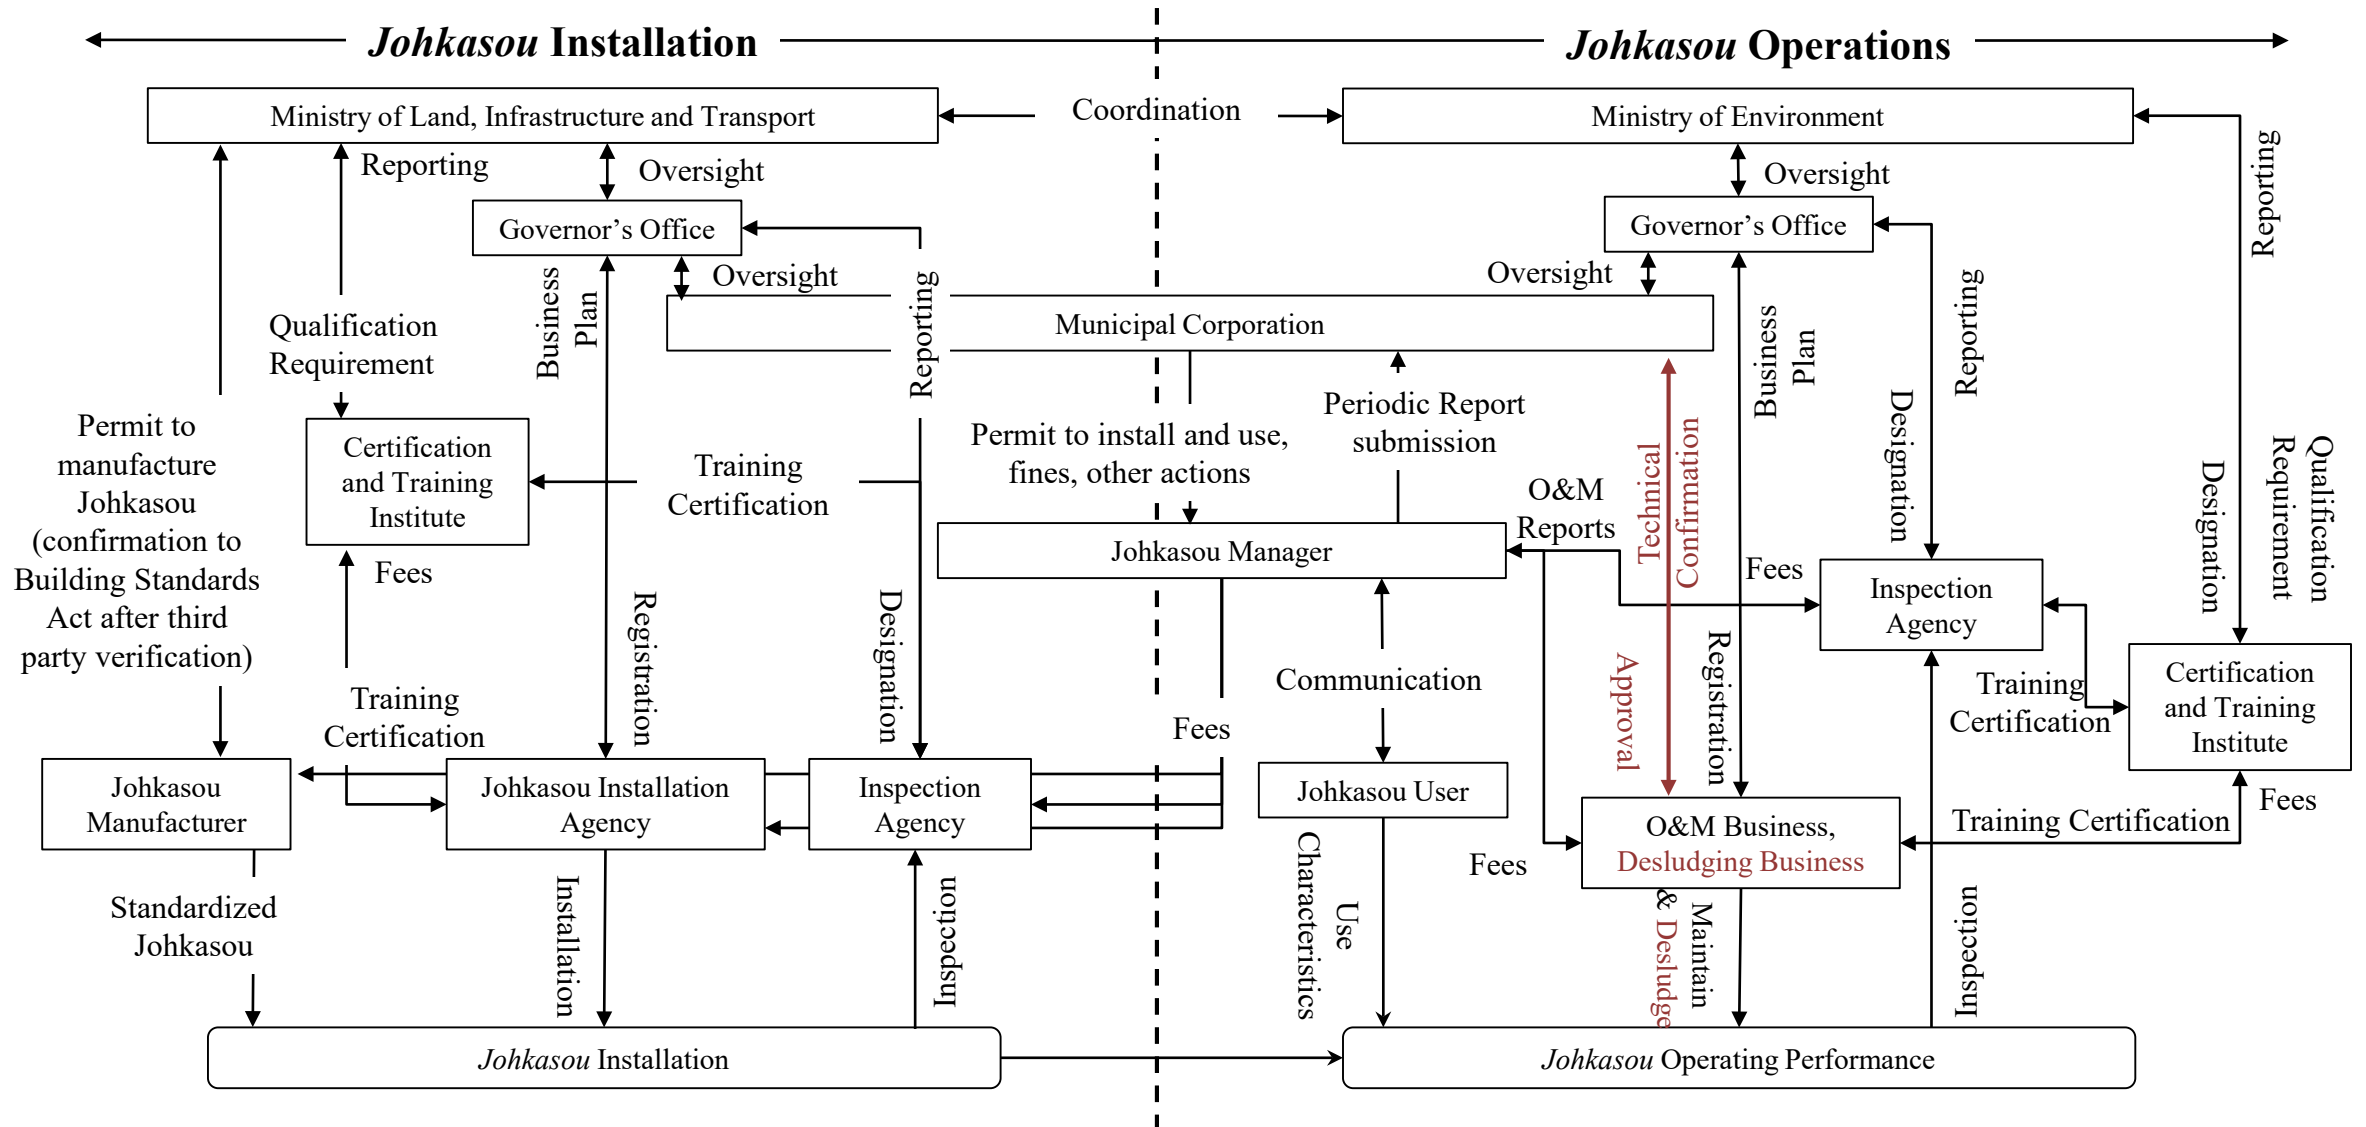 Johkasou Installation
Johkasou Operations
Ministry of Land, Infrastructure and Transport
Coordination
Ministry of Environment
Reporting
Oversight
Oversight
Reporting
Governor's Office
Governor's Office
Business
Plan
Oversight
Reporting
Oversight
Business
Plan
Reporting
Municipal Corporation
Qualification
Requirement
Permit to
manufacture
Johkasou
(confirmation to
Building Standards
Act after third
party verification)
Certification
and Training
Institute
Training
Certification
Permit to install and use,
fines, other actions
Periodic Report
submission
O&M
Reports
Technical
Confirmation
Designation
Designation
Qualification
Requirement
Johkasou Manager
Fees
Fees
Inspection
Agency
Registration
Designation
Communication
Approval
Registration
Training
Certification
Certification
and Training
Institute
Training
Certification
Fees
Johkasou
Manufacturer
Johkasou Installation
Agency
Inspection
Agency
Johkasou User
O&M Business,
Desludging Business
Training Certification
Fees
Fees
Standardized
Johkasou
Installation
Inspection
Use
Characteristics
Maintain
& Desludge
Inspection
Johkasou Installation
Johkasou Operating Performance